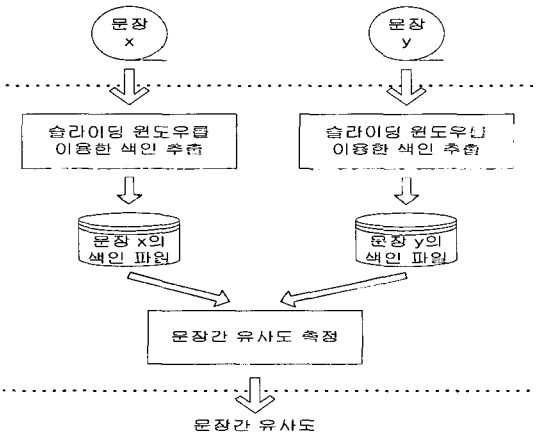 문장
x
문장
y
슬라이딩 윈도우를
이용한 색인 추출
슬라이딩 윈도우를
이용한 색인 추출
문장 x의
색인 파일
문장 y의
색인 파일
문장간 유사도 측정
문장간 유사도